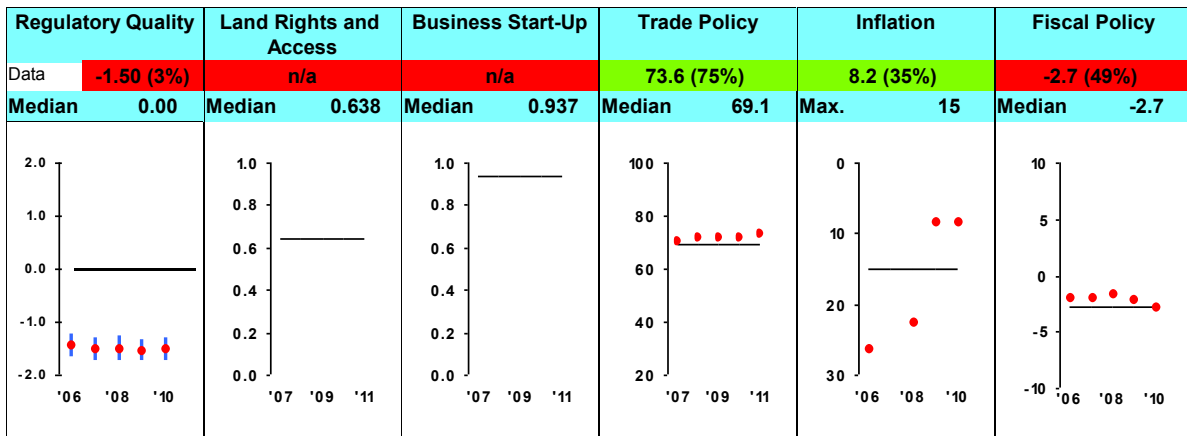 Regulatory Quality
Land Rights and
Access
Business Start-Up
Trade Policy
Inflation
Fiscal Policy
Data -1.50 (3%)
n/a
n/a
73.6 (75%)
8.2 (35%)
-2.7 (49%)
Median 0.00
Median 0.638
Median 0.937
Median 69.1
Max. 15
Median -2.7
2.0
1.0
0.0
-1.0
-2.0
'06 '08 '10
1.0
0.8
0.6
0.4
0.2
0.0
'07 '09 '11
1.0
0.8
0.6
0.4
0.2
0.0
'07 '09 '11
100
80
60
40
20
'07 '09 '11
0
10
20
30
'06 '08 '10
10
5
0
-5
-10
'06 '08 '10